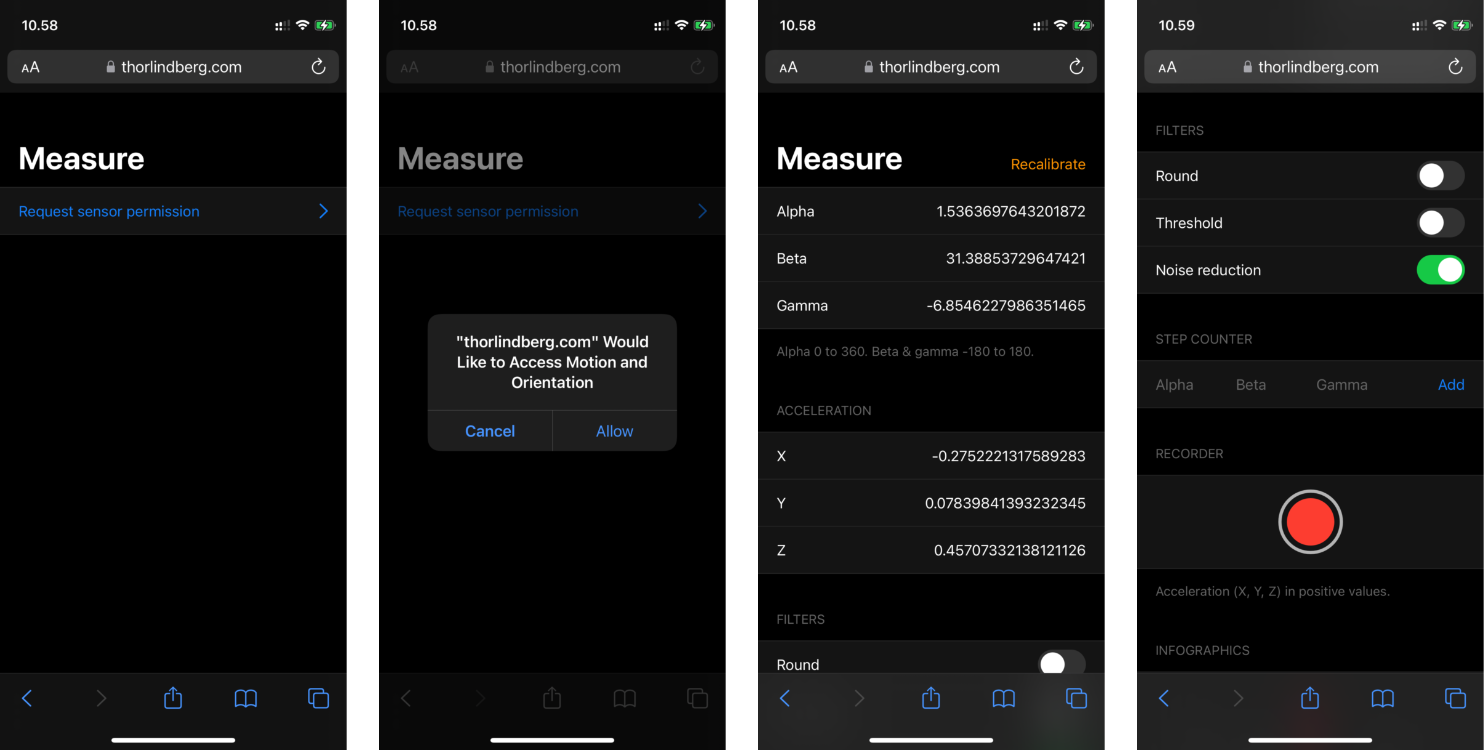 10.58
AA thorlindberg.com
Measure
Request sensor permission
10.58
AA thorlindberg.com
Measure
Request sensor permission
"thorlindberg.com" Would
Like to Access Motion and
Orientation
Cancel Allow
10.58
AA thorlindberg.com
Measure Recalibrate
Alpha 1.5363697643201872
Beta 31.38853729647421
Gamma -6.8546227986351465
Alpha 0 to 360. Beta & gamma -180 to 180.
ACCELERATION
X -0.2752221317589283
Y 0.07839841393232345
Z 0.45707332138121126
FILTERS
Round
10.59
AA thorlindberg.com
FILTERS
Round
Threshold
Noise reduction
STEP COUNTER
Alpha Beta Gamma Add
RECORDER
Acceleration (X, Y, Z) in positive values.
INFOGRAPHICS